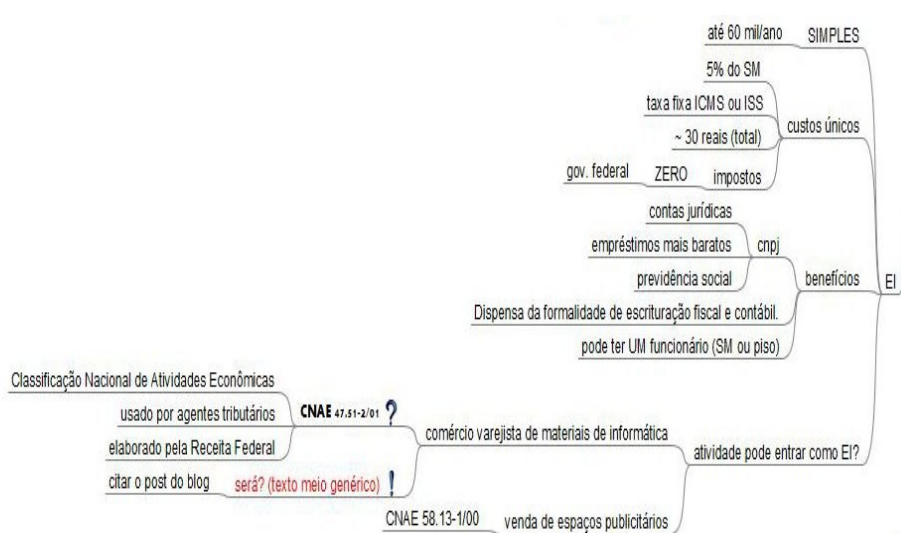 até 60 mil/ano SIMPLES
5% do SM
taxa fixa ICMS ou ISS
custos únicos
~ 30 reais (total)
gov. federal ZERO impostos
contas jurídicas
empréstimos mais baratos cnpj
previdência social
benefícios
EI
Dispensa da formalidade de escrituração fiscal e contábil.
pode ter UM funcionário (SM ou piso)
Classificação Nacional de Atividades Econômicas
usado por agentes tributários
CNAE 47.51-2/01 ?
elaborado pela Receita Federal
comércio varejista de materiais de informática
atividade pode entrar como EI?
citar o post do blog será? (texto meio genérico) !
CNAE 58.13-1/00 venda de espaços publicitários